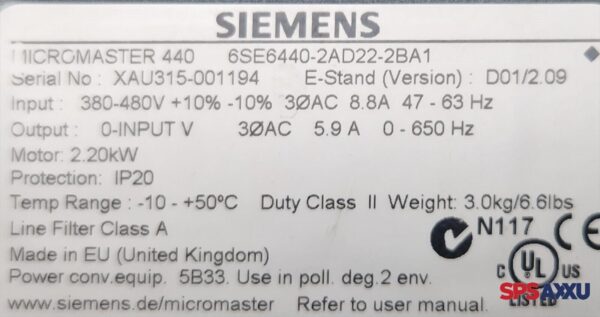 SIEMENS
MICROMASTER 440 6SE6440-2AD22-2BA1
Serial No : XAU315-001194 E-Stand (Version) : D01/2.09
Input : 380-480V +10% -10% 3ØAC 8.8A 47 - 63 Hz
Output : 0-INPUT V 3ØAC 5.9 A 0 - 650 Hz
Motor: 2.20kW
Protection: IP20
Temp Range : -10 - +50ºC Duty Class II Weight: 3.0kg/6.6lbs
Line Filter Class A
N117 CE
Made in EU (United Kingdom)
Power conv.equip. 5B33. Use in poll. deg.2 env.
C UL US
LISTED
www.siemens.de/micromaster Refer to user manual.
SPSAXXU